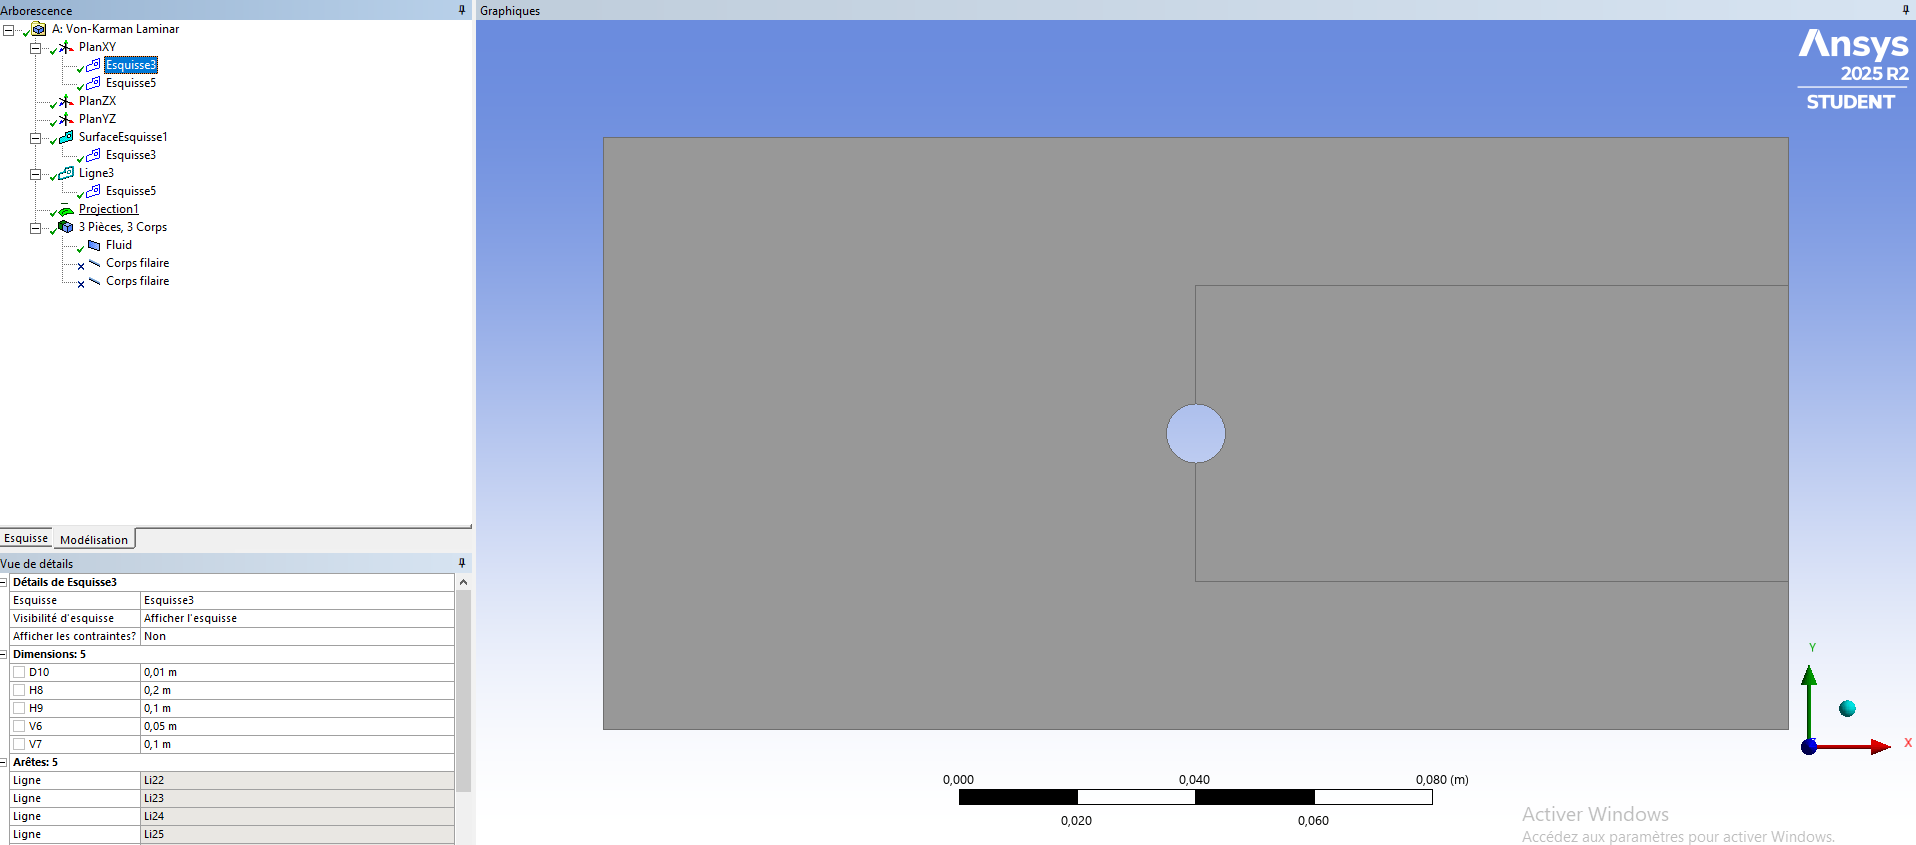 Arborescence
A: Von-Karman Laminar
PlanXY
Esquisse3
Esquisse5
PlanZX
PlanYZ
SurfaceEsquisse1
Esquisse3
Ligne3
Esquisse5
Projection1
3 Pièces, 3 Corps
Fluid
Corps filaire
Corps filaire
Esquisse Modélisation
Vue de détails
Détails de Esquisse3
Esquisse Esquisse3
Visibilité d'esquisse Afficher l'esquisse
Afficher les contraintes? Non
Dimensions: 5
D10 0,01 m
H8 0,2 m
H9 0,1 m
V6 0,05 m
V7 0,1 m
Arêtes: 5
Ligne Li22
Ligne Li23
Ligne Li24
Ligne Li25
Graphiques
Ansys
2025 R2
STUDENT
Y
X
0,000 0,040 0,080 (m)
0,020 0,060
Activer Windows
Accédez aux paramètres pour activer Windows.